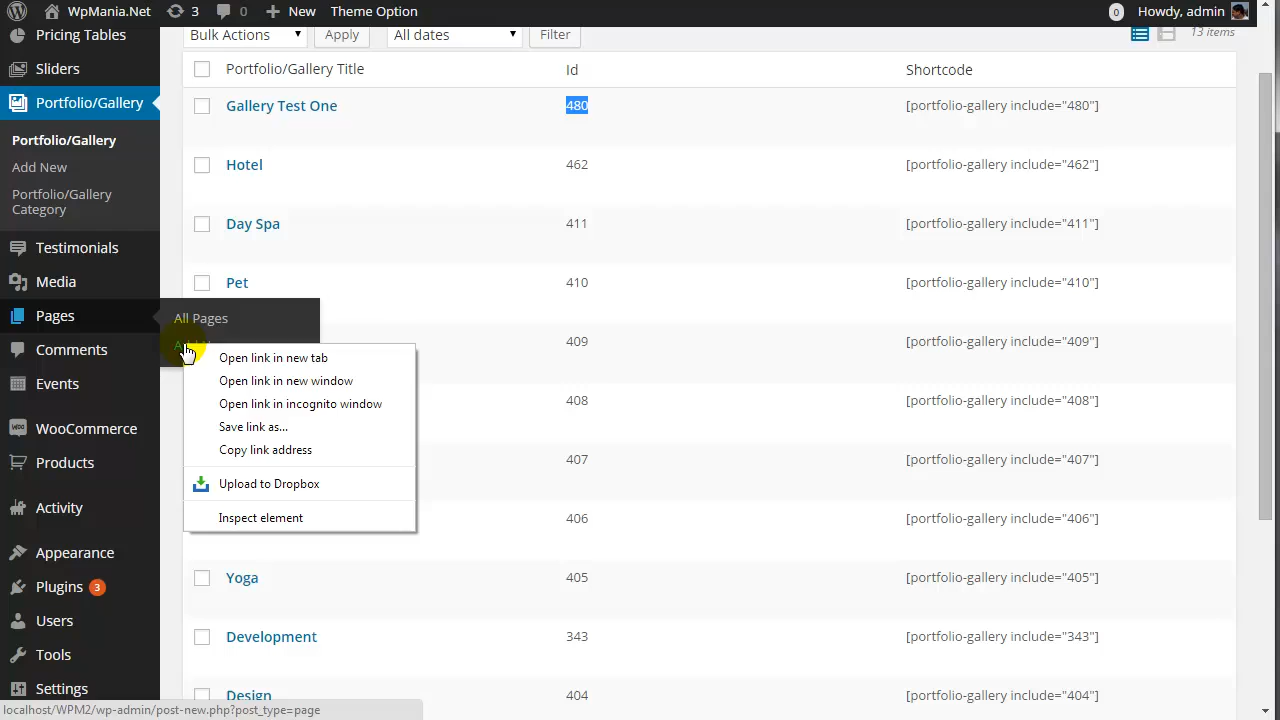 WpMania.Net 3 0 New Theme Option 0 Howdy, admin
Pricing Tables
Sliders
Portfolio/Gallery
Portfolio/Gallery
Add New
Portfolio/Gallery
Category
Testimonials
Media
Pages
Comments
Events
WooCommerce
Products
Activity
Appearance
Plugins 3
Users
Tools
Settings
Bulk Actions Apply All dates Filter 13 items
Portfolio/Gallery Title Id Shortcode
Gallery Test One 480 [portfolio-gallery include="480"]
Hotel 462 [portfolio-gallery include="462"]
Day Spa 411 [portfolio-gallery include="411"]
Pet 410 [portfolio-gallery include="410"]
409 [portfolio-gallery include="409"]
408 [portfolio-gallery include="408"]
407 [portfolio-gallery include="407"]
406 [portfolio-gallery include="406"]
Yoga 405 [portfolio-gallery include="405"]
Development 343 [portfolio-gallery include="343"]
Design 404 [portfolio-gallery include="404"]
All Pages
Open link in new tab
Open link in new window
Open link in incognito window
Save link as...
Copy link address
Upload to Dropbox
Inspect element
localhost/WPM2/wp-admin/post-new.php?post_type=page